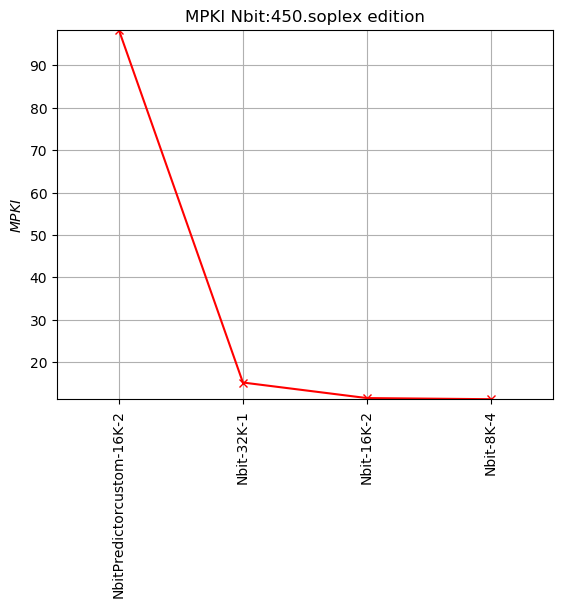 MPKI Nbit:450.soplex edition
MPKI
90
80
70
60
50
40
30
20
NbitPredictorcustom-16K-2
Nbit-32K-1
Nbit-16K-2
Nbit-8K-4